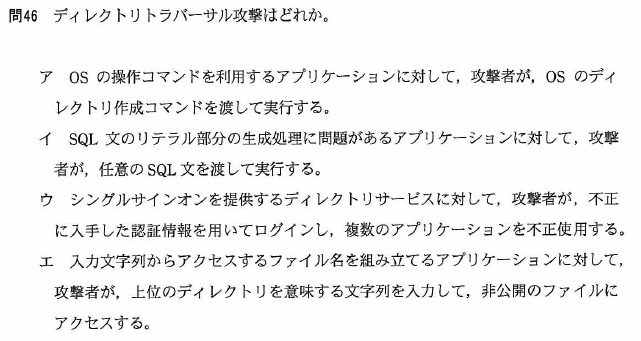 問46 ディレクトリトラバーサル攻撃はどれか。
ア OS の操作コマンドを利用するアプリケーションに対して，攻撃者が，OS のディ
レクトリ作成コマンドを渡して実行する。
イ SQL 文のリテラル部分の生成処理に問題があるアプリケーションに対して，攻撃
者が，任意の SQL 文を渡して実行する。
ウ シングルサインオンを提供するディレクトリサービスに対して，攻撃者が，不正
に入手した認証情報を用いてログインし，複数のアプリケーションを不正使用する。
エ 入力文字列からアクセスするファイル名を組み立てるアプリケーションに対して，
攻撃者が，上位のディレクトリを意味する文字列を入力して，非公開のファイルに
アクセスする。